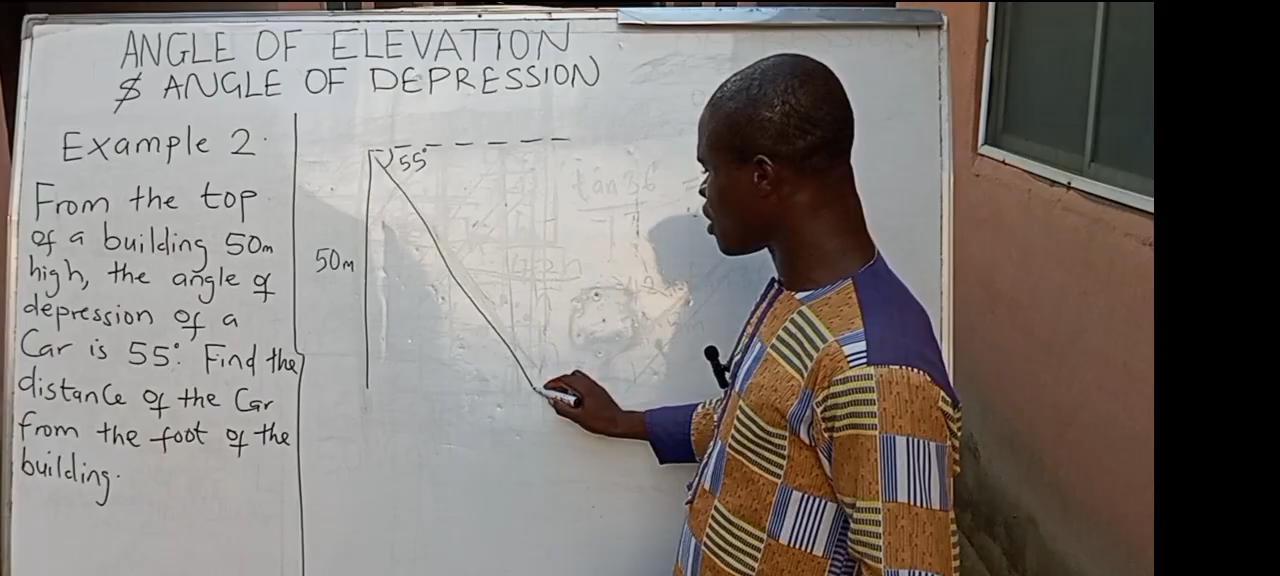 ANGLE OF ELEVATION
$ ANGLE OF DEPRESSION
Example 2.
From the top
of a building 50m
high, the angle of
depression of a
Car is 55°. Find the
distance of the Car
from the foot of the
building.
55°
50m
tan36° =